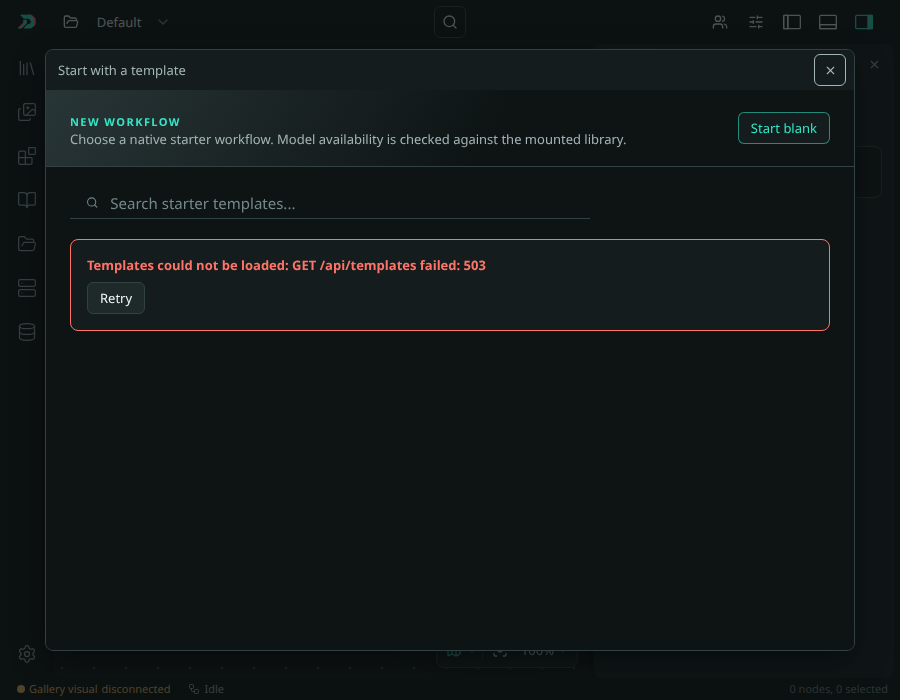 Default
Start with a template
NEW WORKFLOW
Choose a native starter workflow. Model availability is checked against the mounted library.
Start blank
Search starter templates...
Templates could not be loaded: GET /api/templates failed: 503
Retry
100%
Gallery visual disconnected
Idle
0 nodes, 0 selected